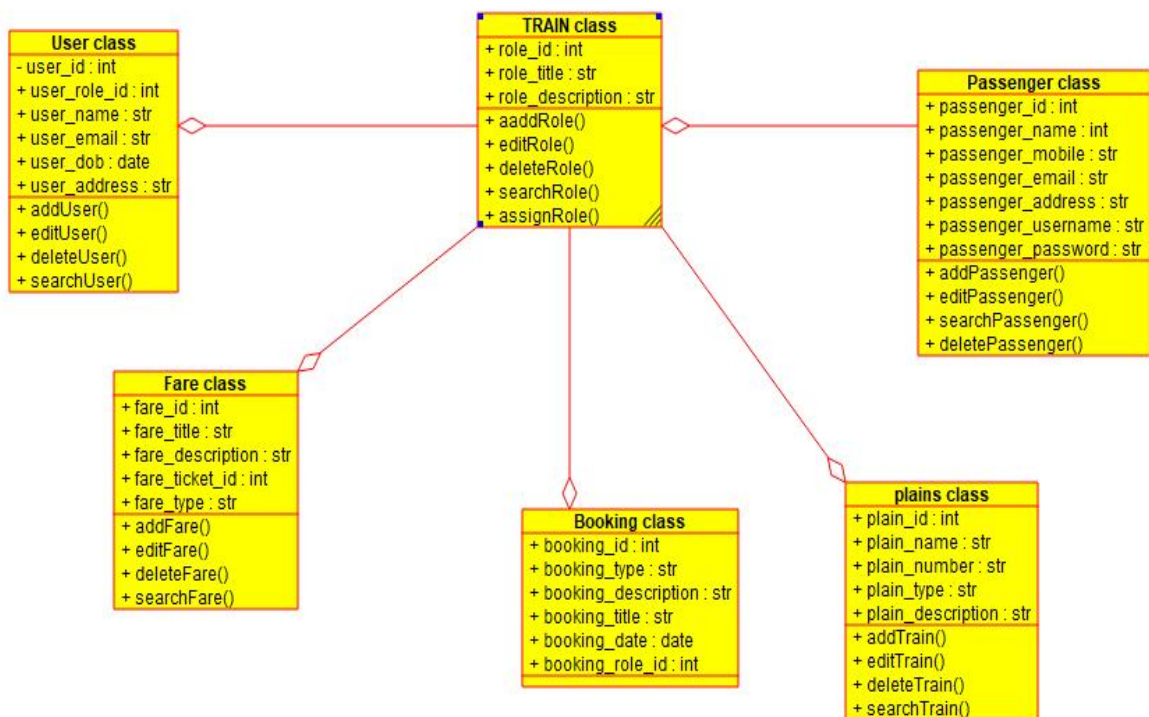 User class
- user_id : int
+ user_role_id : int
+ user_name : str
+ user_email : str
+ user_dob : date
+ user_address : str
+ addUser()
+ editUser()
+ deleteUser()
+ searchUser()
TRAIN class
+ role_id : int
+ role_title : str
+ role_description : str
+ aaddRole()
+ editRole()
+ deleteRole()
+ searchRole()
+ assignRole()
Passenger class
+ passenger_id : int
+ passenger_name : int
+ passenger_mobile : str
+ passenger_email : str
+ passenger_address : str
+ passenger_username : str
+ passenger_password : str
+ addPassenger()
+ editPassenger()
+ searchPassenger()
+ deletePassenger()
Fare class
+ fare_id : int
+ fare_title : str
+ fare_description : str
+ fare_ticket_id : int
+ fare_type : str
+ addFare()
+ editFare()
+ deleteFare()
+ searchFare()
Booking class
+ booking_id : int
+ booking_type : str
+ booking_description : str
+ booking_title : str
+ booking_date : date
+ booking_role_id : int
plains class
+ plain_id : int
+ plain_name : str
+ plain_number : str
+ plain_type : str
+ plain_description : str
+ addTrain()
+ editTrain()
+ deleteTrain()
+ searchTrain()